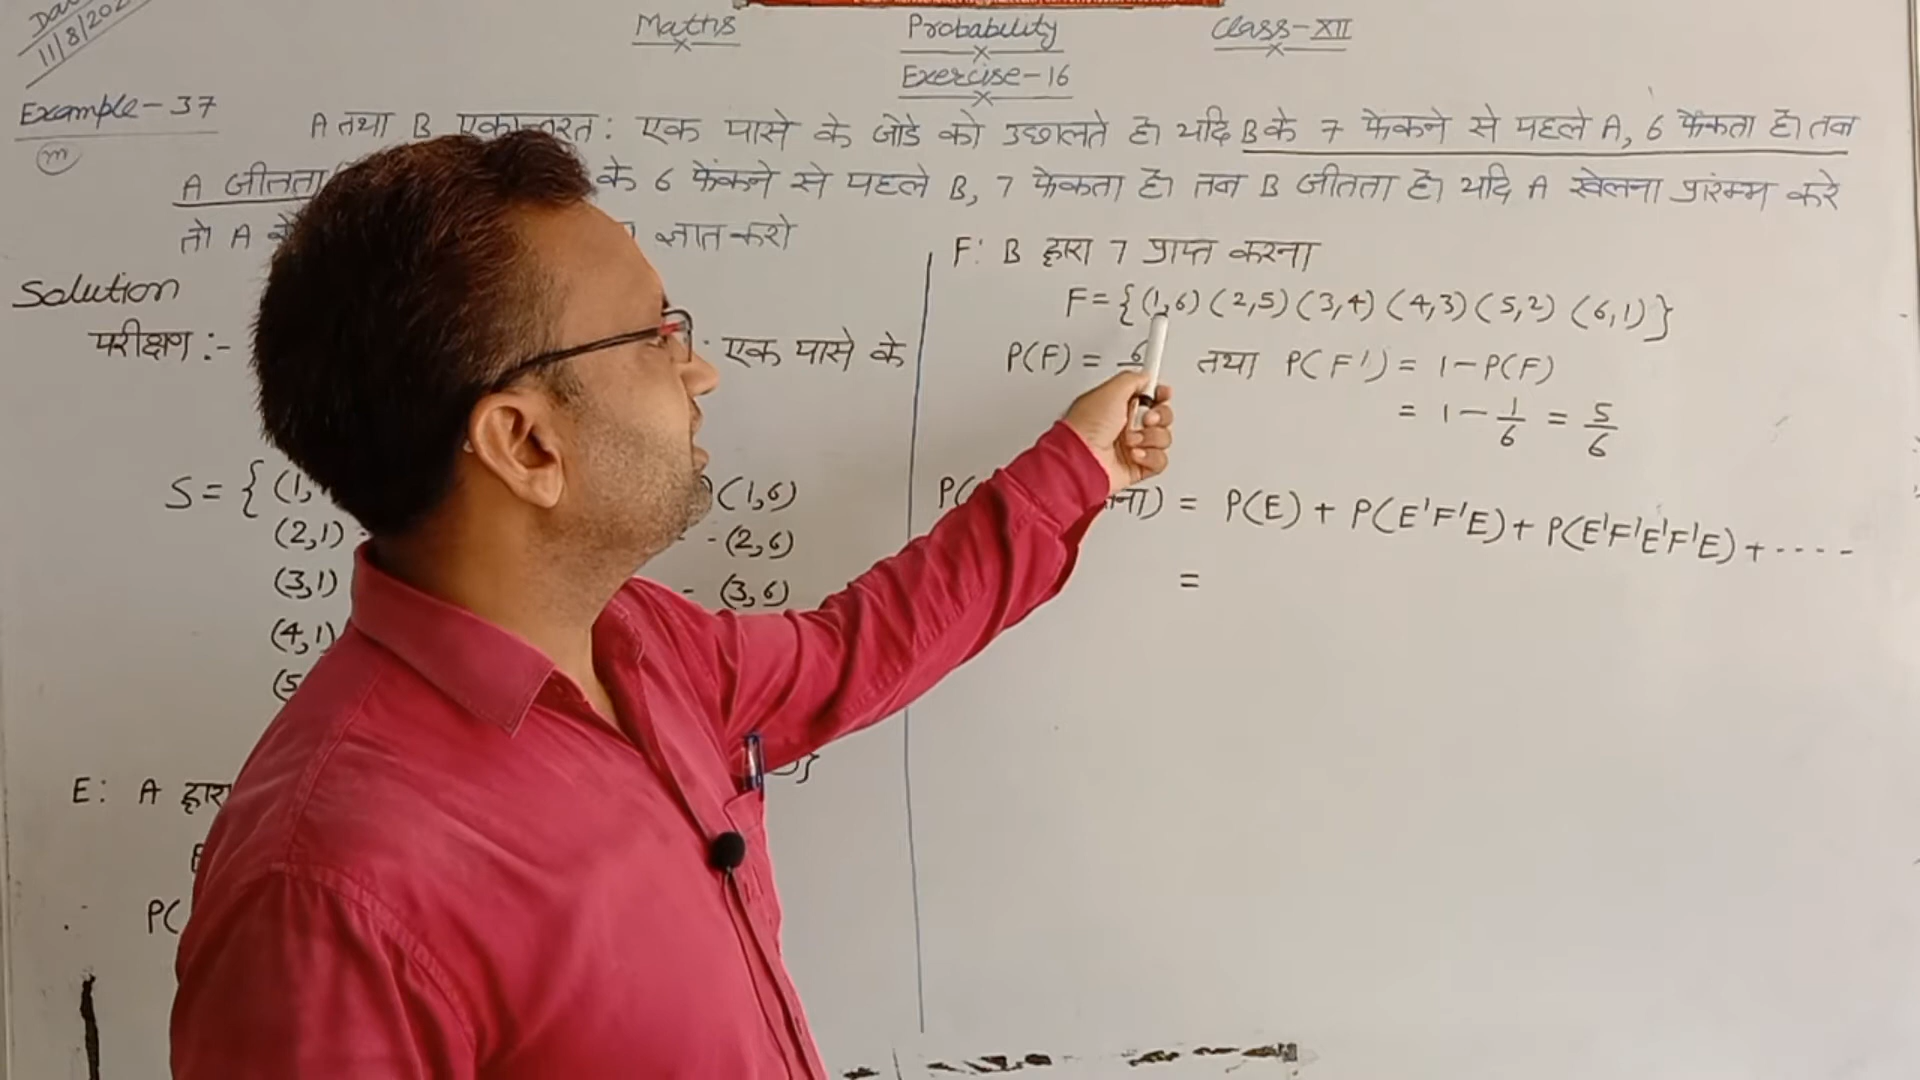 11/8/202
Maths
Probability
Class-XII
Exercise-16
Example-37
(m)
A तथा B एकान्तरत: एक पासे के जोडे को उछालते है। यदि B के 7 फेंकने से पहले A, 6 फेंकता है। तब
A जीतता के 6 फेंकने से पहले B, 7 फेकता है। तब B जीतता है। यदि A खेलना प्रारम्भ करे
तो A ज्ञात करो
Solution
परीक्षण :- एक पासे के
S = { (1, (1,6)
(2,1) - - (2,6)
(3,1) - (3,6)
(4,1)
(5
}
E: A द्वारा
P(
F: B द्वारा 7 प्राप्त करना
F = { (1,6) (2,5) (3,4) (4,3) (5,2) (6,1) }
P(F) = 6 तथा P(F') = 1 - P(F)
= 1 - 1/6 = 5/6
P( ना) = P(E) + P(E'F'E) + P(E'F'E'F'E) + ----
=